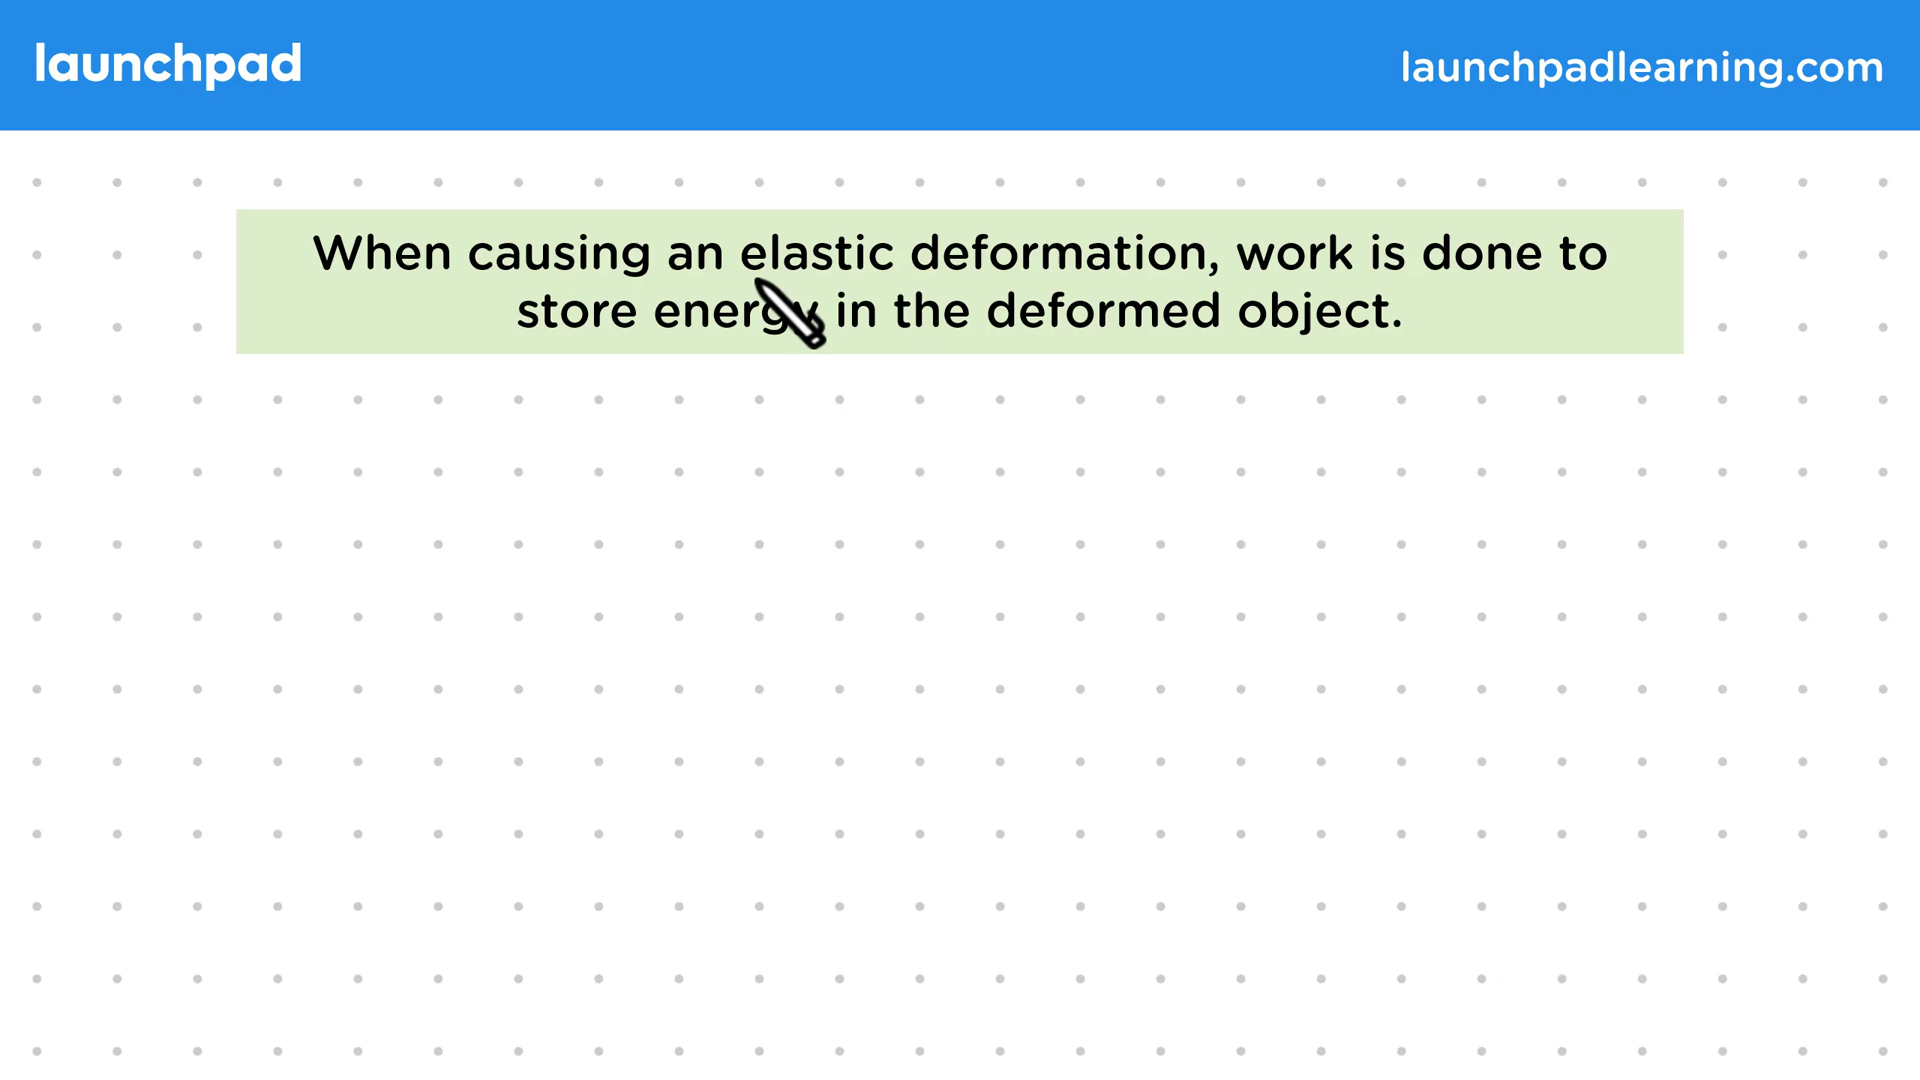 launchpad
launchpadlearning.com
When causing an elastic deformation, work is done to
store energy in the deformed object.